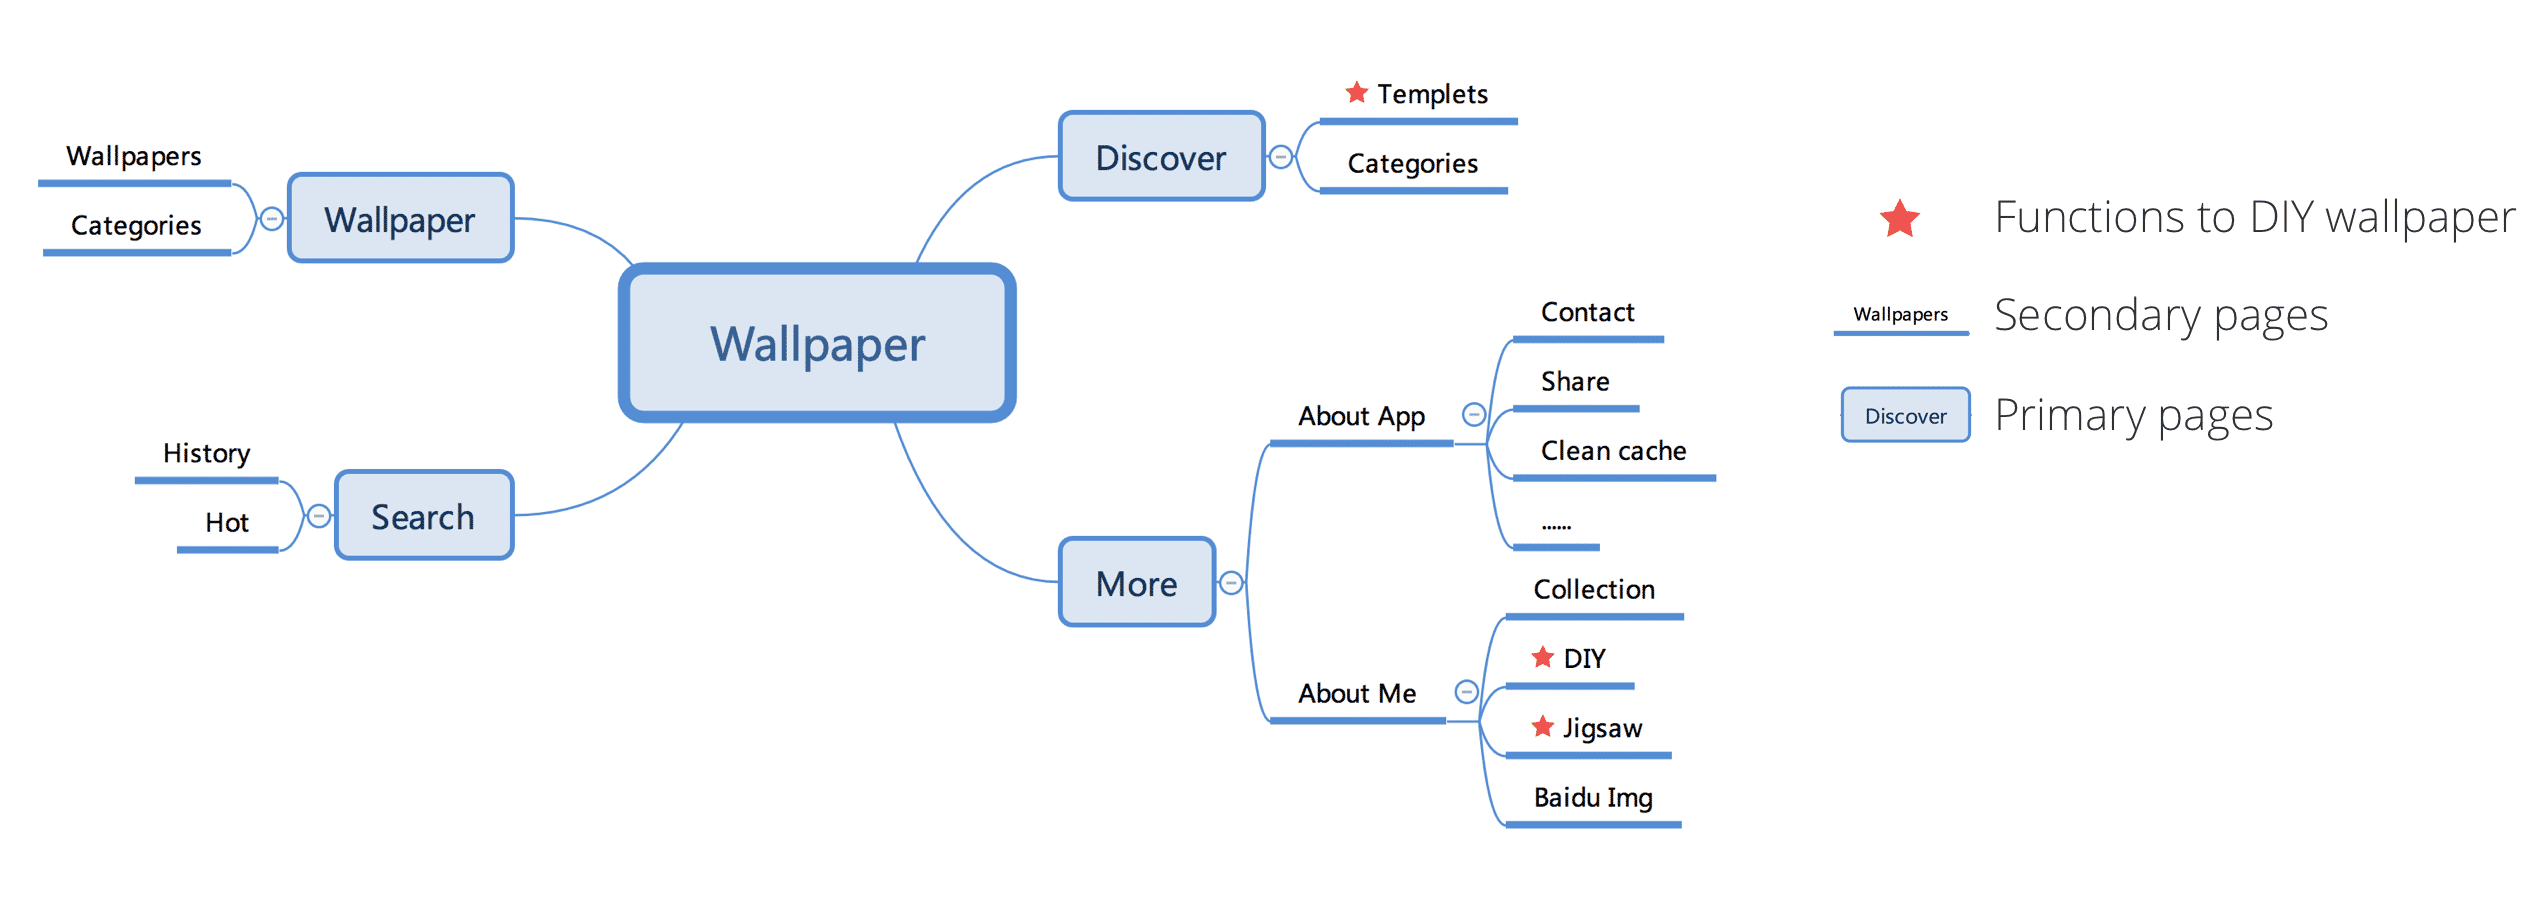 Wallpapers
Categories
Wallpaper
History
Hot
Search
Wallpaper
Discover
Templets
Categories
More
About App
Contact
Share
Clean cache
......
About Me
Collection
DIY
Jigsaw
Baidu Img
Functions to DIY wallpaper
Wallpapers Secondary pages
Discover Primary pages